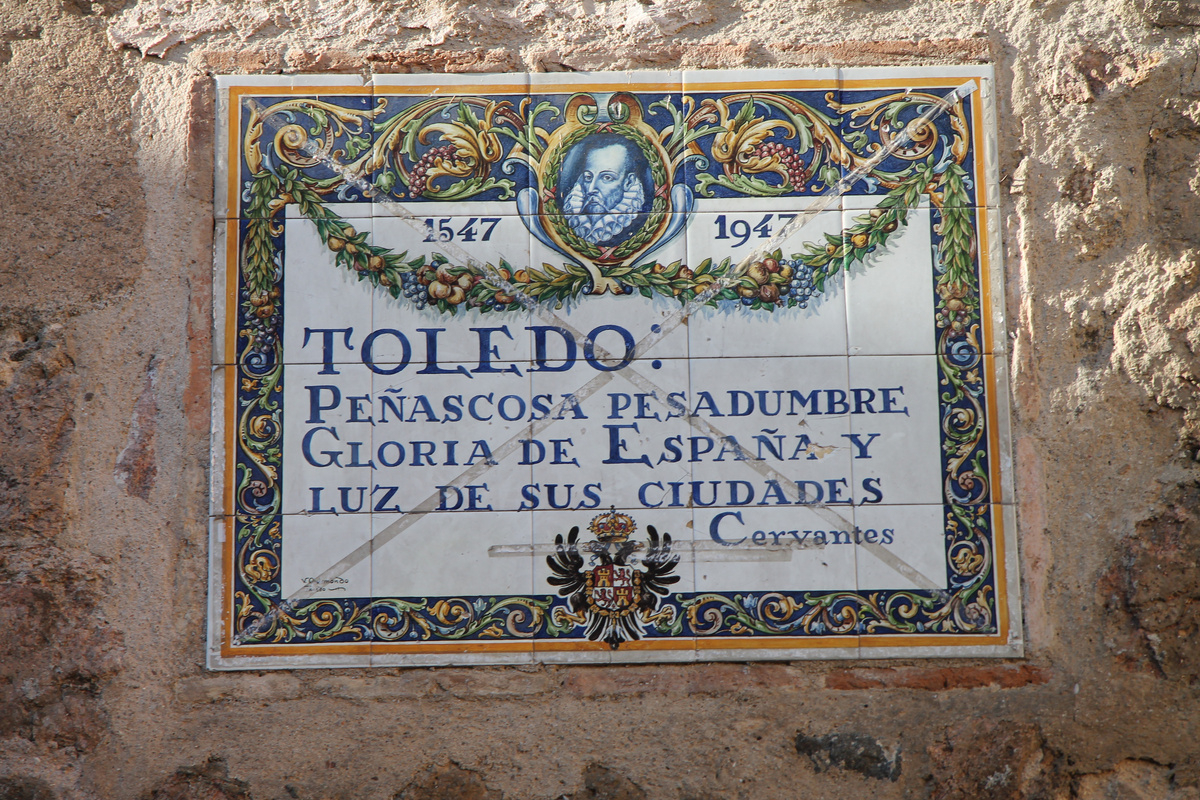 1547 1947
TOLEDO:
PEÑASCOSA PESADUMBRE
GLORIA DE ESPAÑA Y
LUZ DE SUS CIUDADES
Cervantes